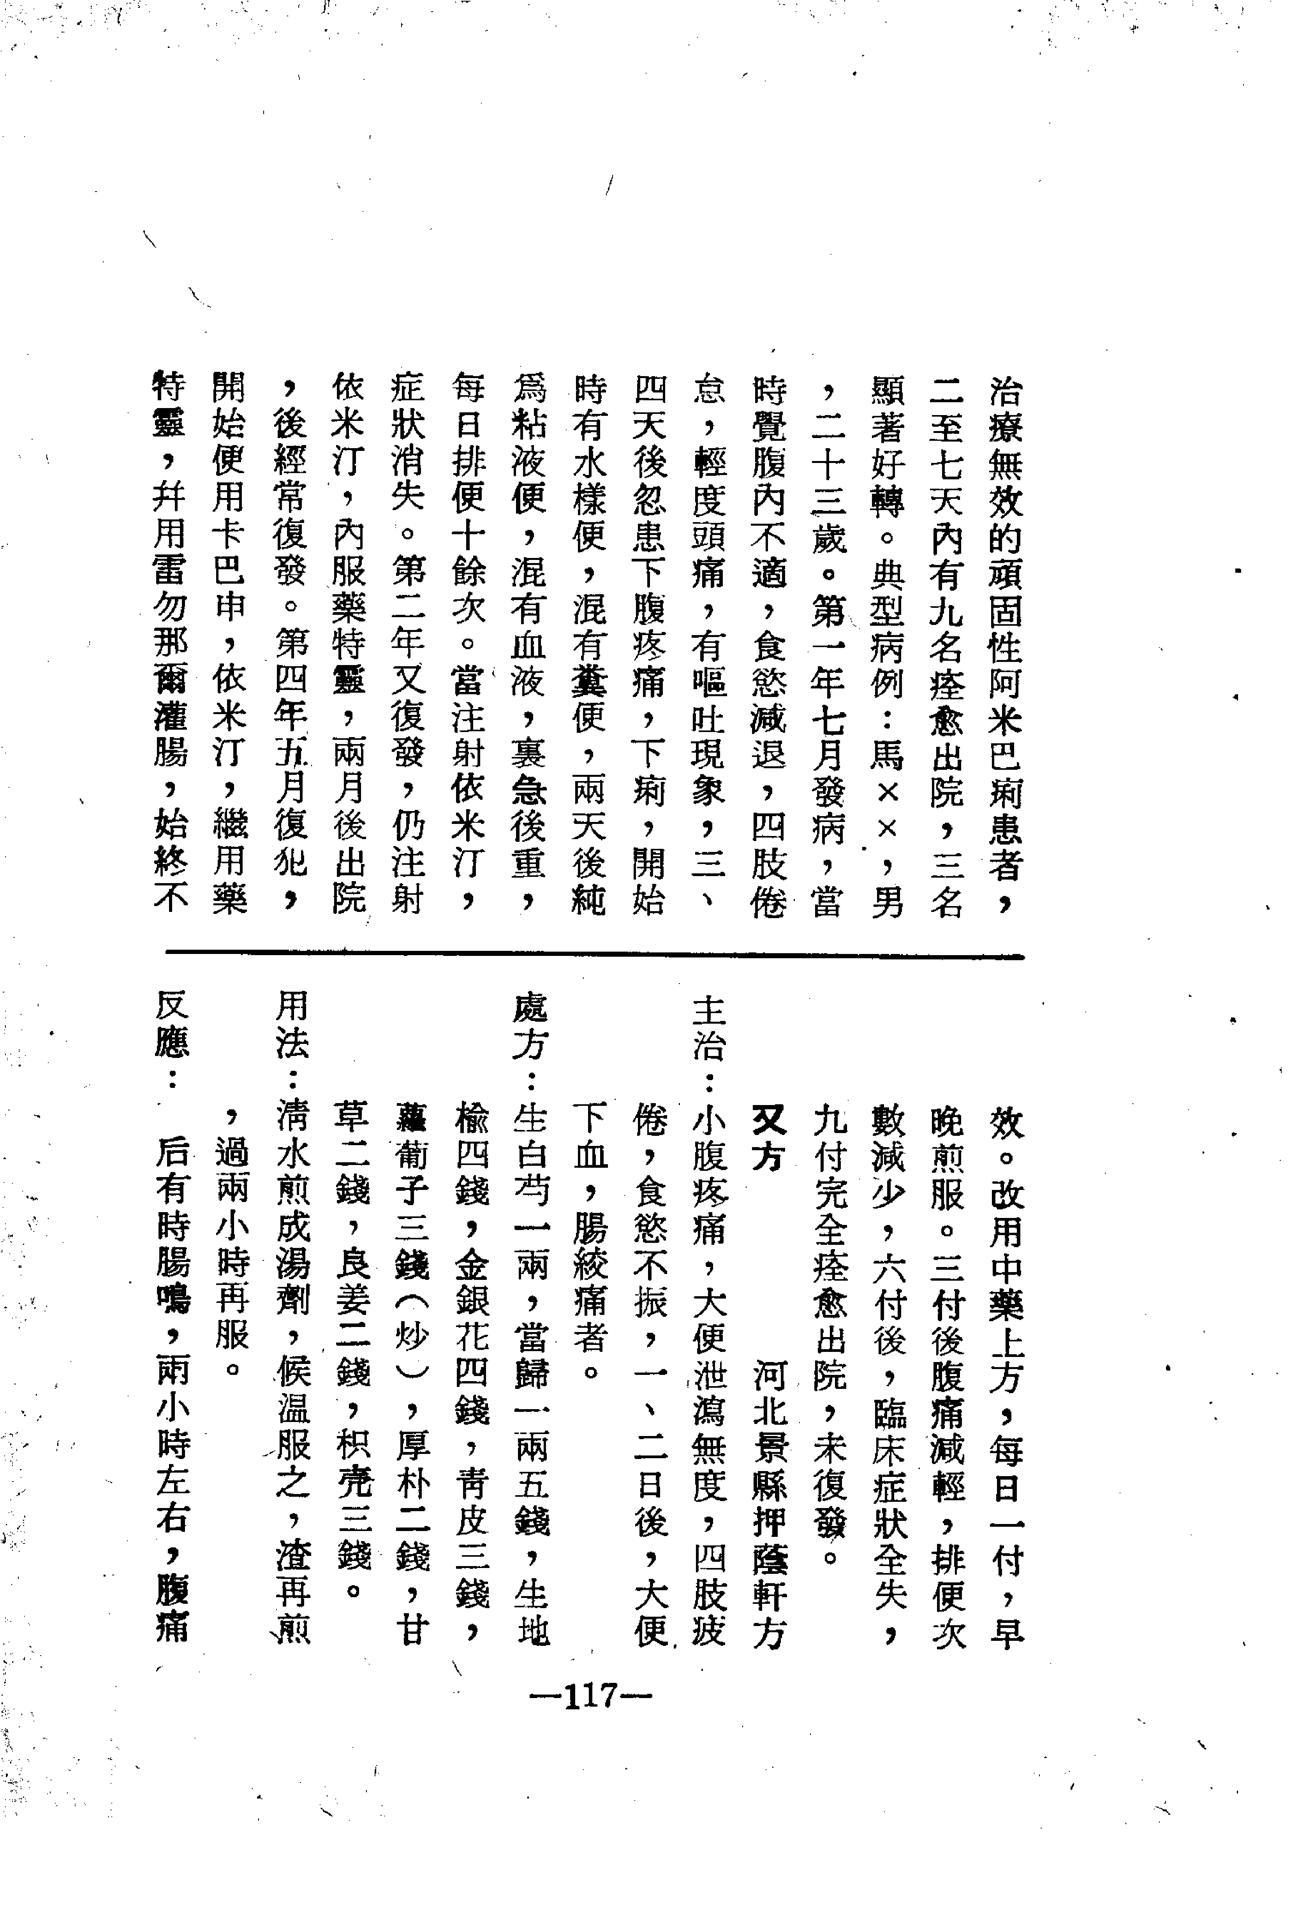 治療無效的頑固性阿米巴痢患者，
二至七天內有九名痊愈出院，三名
顯著好轉。典型病例：馬××，男
，二十三歲。第一年七月發病，當
時覺腹內不適，食慾減退，四肢倦
怠，輕度頭痛，有嘔吐現象，三、
四天後忽患下腹疼痛，下痢，開始
時有水樣便，混有糞便，兩天後純
爲粘液便，混有血液，裏急後重，
每日排便十餘次。當注射依米汀，
症狀消失。第二年又復發，仍注射
依米汀，內服藥特靈，兩月後出院
，後經常復發。第四年五月復犯，
開始便用卡巴申，依米汀，繼用藥
特靈，幷用雷勿那爾灌腸，始終不
效。改用中藥上方，每日一付，早
晚煎服。三付後腹痛減輕，排便次
數減少，六付後，臨床症狀全失，
九付完全痊愈出院，未復發。
又方　　　　河北景縣押蔭軒方
主治：小腹疼痛，大便泄瀉無度，四肢疲
倦，食慾不振，一、二日後，大便
下血，腸絞痛者。
處方：生白芍一兩，當歸一兩五錢，生地
榆四錢，金銀花四錢，青皮三錢，
蘿葡子三錢（炒），厚朴二錢，甘
草二錢，良姜二錢，枳壳三錢。
用法：清水煎成湯劑，候溫服之，渣再煎
，過兩小時再服。
反應：　后有時腸鳴，兩小時左右，腹痛
—117—